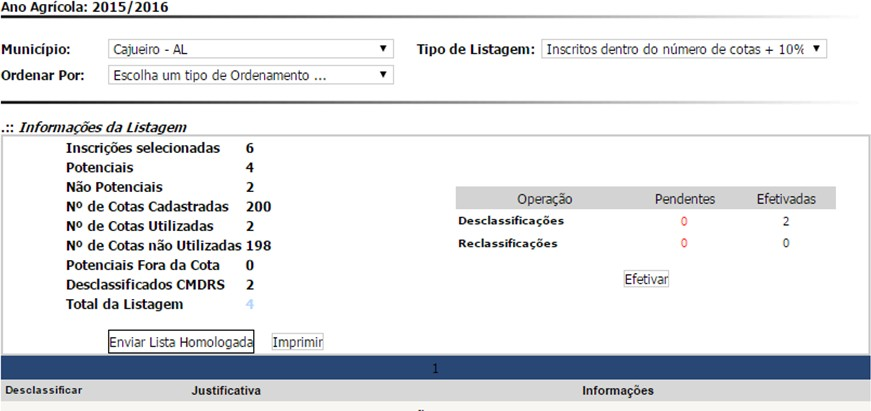 Ano Agrícola: 2015/2016
Município: Cajueiro - AL Tipo de Listagem: Inscritos dentro do número de cotas + 10%
Ordenar Por: Escolha um tipo de Ordenamento ...
.:: Informações da Listagem
Inscrições selecionadas 6
Potenciais 4
Não Potenciais 2
Nº de Cotas Cadastradas 200
Nº de Cotas Utilizadas 2
Nº de Cotas não Utilizadas 198
Potenciais Fora da Cota 0
Desclassificados CMDRS 2
Total da Listagem 4
Operação Pendentes Efetivadas
Desclassificações 0 2
Reclassificações 0 0
Efetivar
Enviar Lista Homologada Imprimir
1
Desclassificar Justificativa Informações